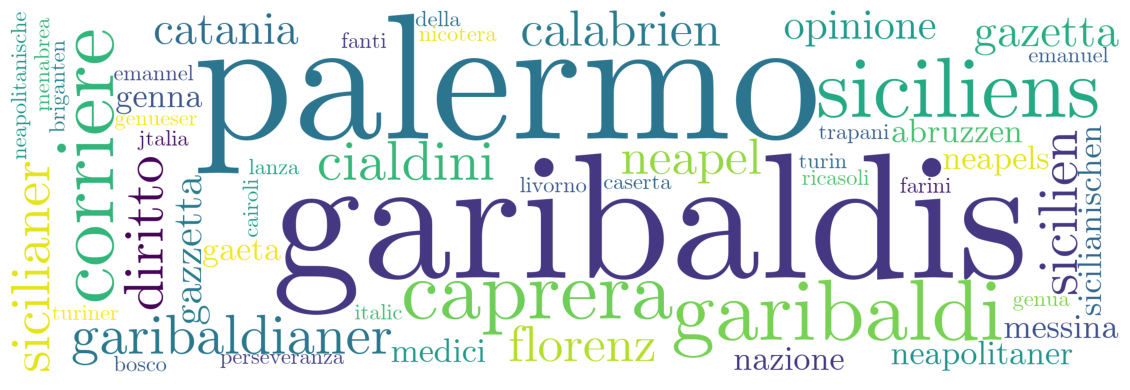 palermo
garibaldis
siciliens
garibaldi
caprera
corriere
garibaldianer
sicilianer
diritto
cialdini
calabrien
catania
opinione
gazetta
neapel
florenz
sicilien
gazzetta
sicilianischen
abruzzen
neapels
genna
gaeta
medici
nazione
neapolitaner
messina
neapolitanische
menabrea
briganten
emannel
genueser
jtalia
fanti
della
nicotera
emanuel
trapani
turin
ricasoli
farini
livorno
caserta
lanza
cairoli
turiner
bosco
perseveranza
italic
genua